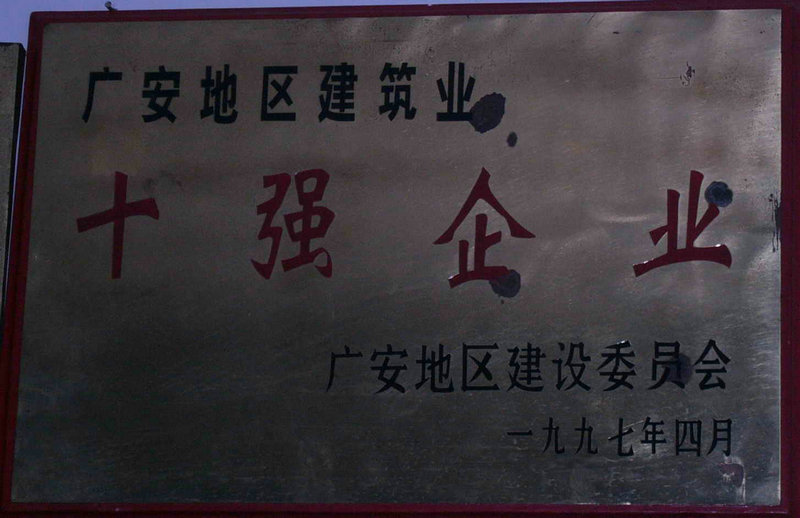 广安地区建筑业
十强企业
广安地区建设委员会
一九九七年四月